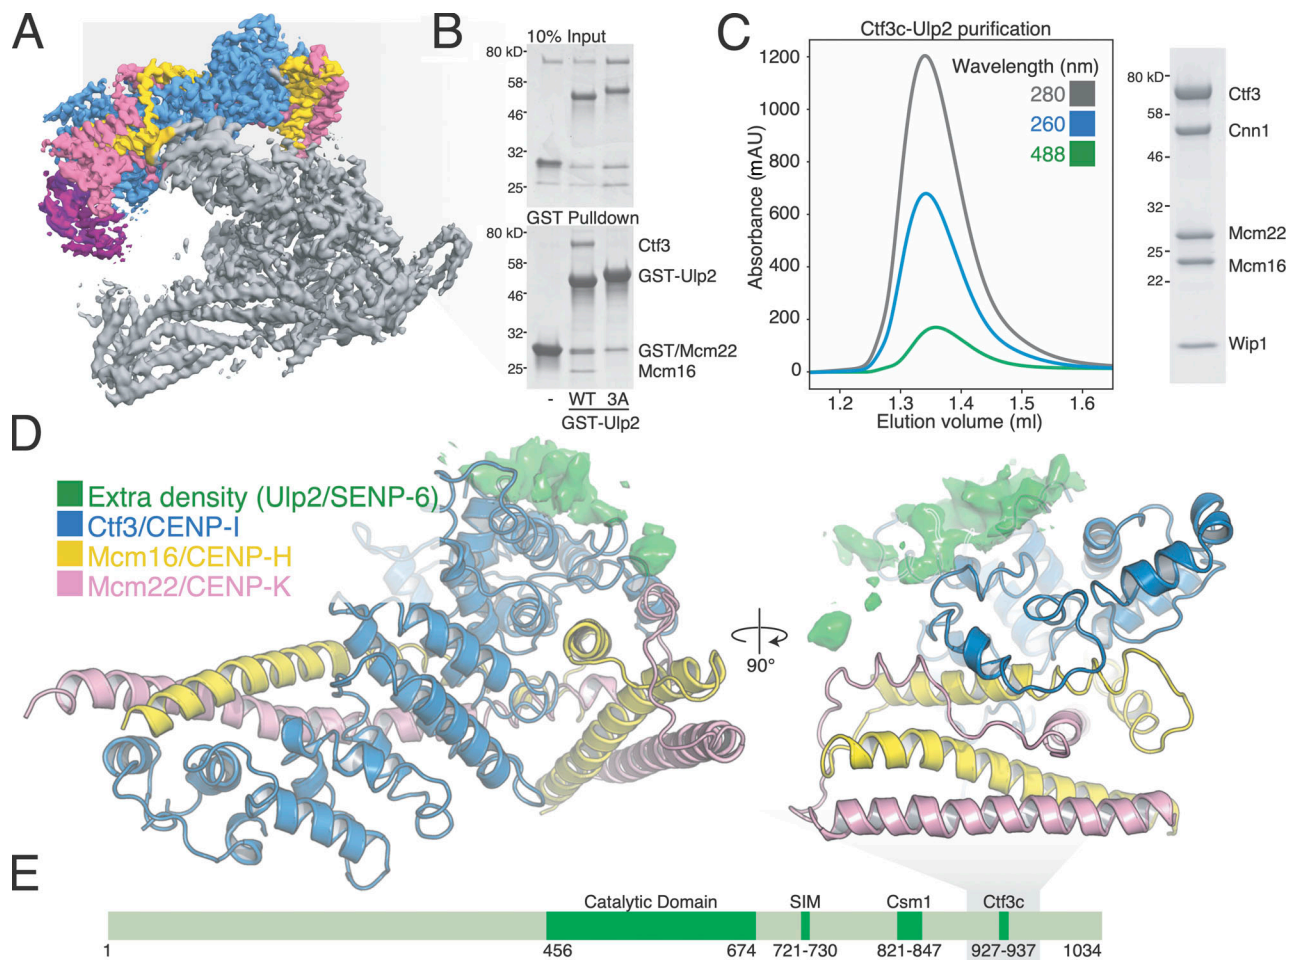 A
B
10% Input
80 kD-
58-
46-
32-
25-
GST Pulldown
80 kD-
58-
46-
32-
25-
Ctf3
GST-Ulp2
GST/Mcm22
Mcm16
- WT 3A
GST-Ulp2
C
Ctf3c-Ulp2 purification
Wavelength (nm)
280
260
488
Absorbance (mAU)
1200
1000
800
600
400
200
0
1.2 1.3 1.4 1.5 1.6
Elution volume (ml)
80 kD-
58-
46-
32-
25-
22-
Ctf3
Cnn1
Mcm22
Mcm16
Wip1
D
Extra density (Ulp2/SENP-6)
Ctf3/CENP-I
Mcm16/CENP-H
Mcm22/CENP-K
90°
E
Catalytic Domain SIM Csm1 Ctf3c
1 456 674 721-730 821-847 927-937 1034